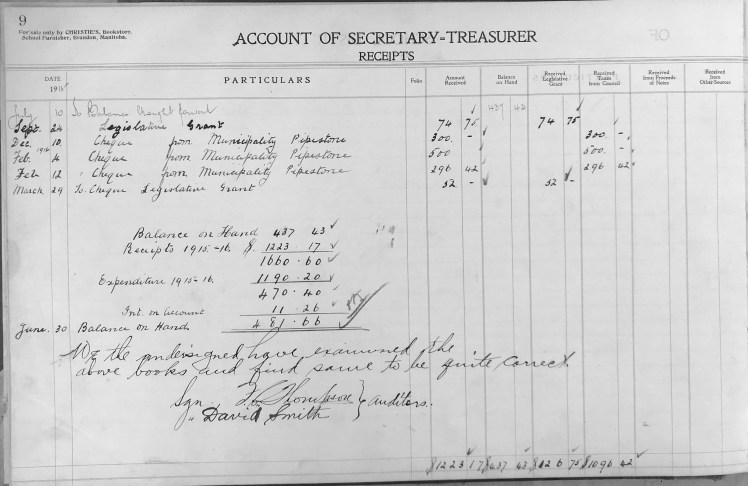 9
For sale only by CHRISTIE'S, Bookstore,
School Furnisher, Brandon, Manitoba.
ACCOUNT OF SECRETARY-TREASURER
RECEIPTS
DATE
191
PARTICULARS
Folio
Amount Received
Balance on Hand
Received Legislative Grant
Received Taxes from Council
Received from Proceeds of Notes
Received from Other Sources
July 10 To Balance brought forward 437 43
Sept. 24 Legislative Grant 74 75 74 75
Dec. 10 Cheque from Municipality Pipestone 300. - 300. -
1916
Feb. 4 Cheque from Municipality Pipestone 500 - 500. -
Feb 12 " Cheque from Municipality Pipestone 296 42 296 42
March 29 To Cheque Legislative Grant 52 - 52 -
Balance on Hand 437 43
Receipts 1915-16 $ 1223.17
1660.60
Expenditure 1915-16. 1190.20
470.40
Int. on Account 11.26
June. 30 Balance on Hand 481.66
We the undersigned have examined the
above books and find same to be quite correct
Sgn Thompson
" David Smith } Auditors.
$1223 17 $437 43 $126 75 $1096 42